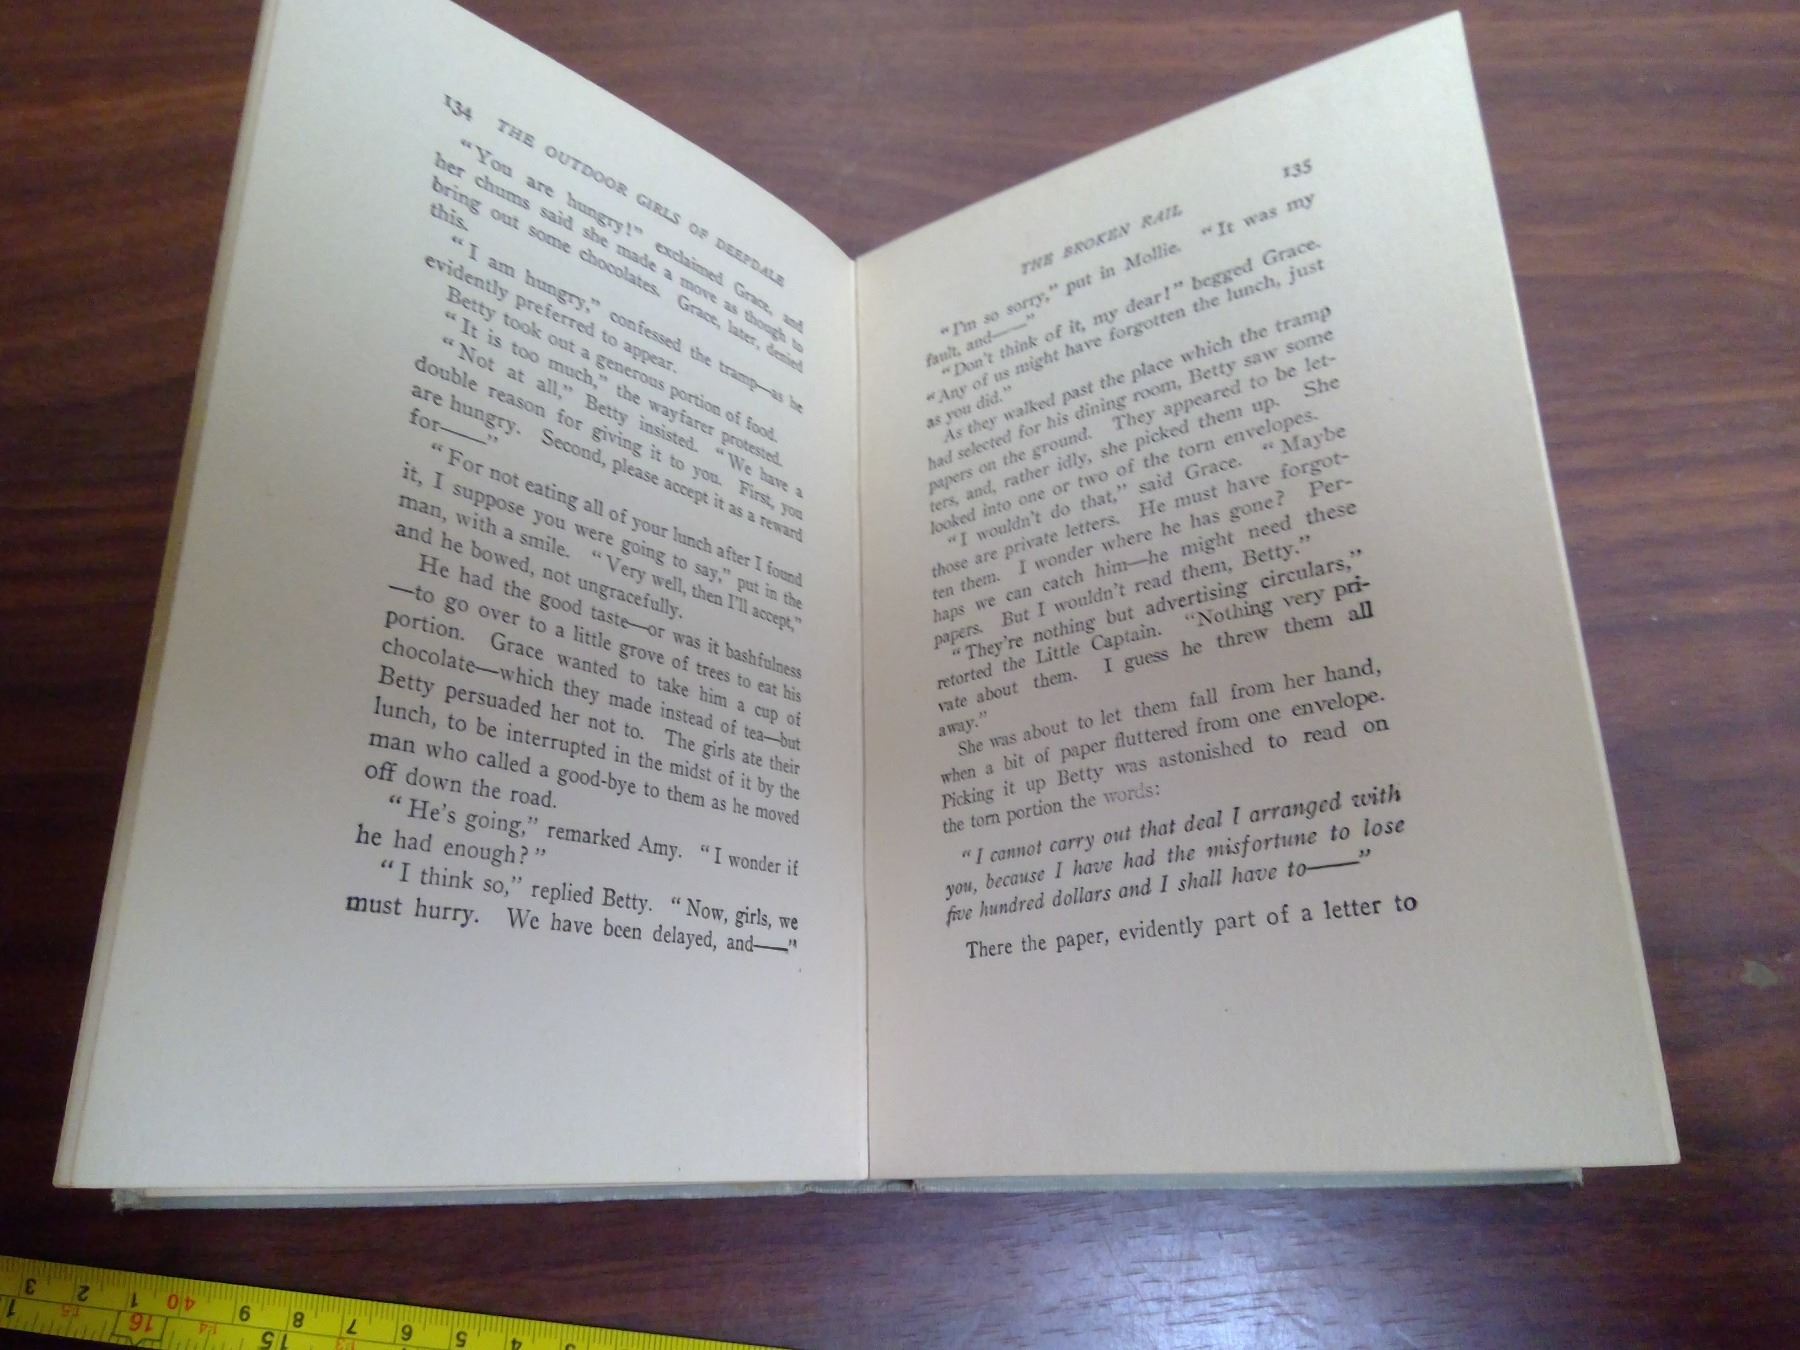 134 THE OUTDOOR GIRLS OF DEEPDALE
“You are hungry!” exclaimed Grace, and
her chums said she made a move as though to
bring out some chocolates. Grace, later, denied
this.
“I am hungry,” confessed the tramp—as he
evidently preferred to appear.
Betty took out a generous portion of food.
“It is too much,” the wayfarer protested.
“Not at all,” Betty insisted. “We have a
double reason for giving it to you. First, you
are hungry. Second, please accept it as a reward
for——”
“For not eating all of your lunch after I found
it, I suppose you were going to say,” put in the
man, with a smile. “Very well, then I'll accept,”
and he bowed, not ungracefully.
He had the good taste—or was it bashfulness
—to go over to a little grove of trees to eat his
portion. Grace wanted to take him a cup of
chocolate—which they made instead of tea—but
Betty persuaded her not to. The girls ate their
lunch, to be interrupted in the midst of it by the
man who called a good-bye to them as he moved
off down the road.
“He's going,” remarked Amy. “I wonder if
he had enough?”
“I think so,” replied Betty. “Now, girls, we
must hurry. We have been delayed, and——”
THE BROKEN RAIL 135
“I'm so sorry,” put in Mollie. “It was my
fault, and——”
“Don't think of it, my dear!” begged Grace.
“Any of us might have forgotten the lunch, just
as you did.”
As they walked past the place which the tramp
had selected for his dining room, Betty saw some
papers on the ground. They appeared to be let-
ters, and, rather idly, she picked them up. She
looked into one or two of the torn envelopes.
“I wouldn't do that,” said Grace. “Maybe
those are private letters. He must have forgot-
ten them. I wonder where he has gone? Per-
haps we can catch him—he might need these
papers. But I wouldn't read them, Betty.”
“They're nothing but advertising circulars,”
retorted the Little Captain. “Nothing very pri-
vate about them. I guess he threw them all
away.”
She was about to let them fall from her hand,
when a bit of paper fluttered from one envelope.
Picking it up Betty was astonished to read on
the torn portion the words:
“I cannot carry out that deal I arranged with
you, because I have had the misfortune to lose
five hundred dollars and I shall have to——”
There the paper, evidently part of a letter to
3 2 1 40 9 8 7 6 5 4 3
1 15 16 14 15 13